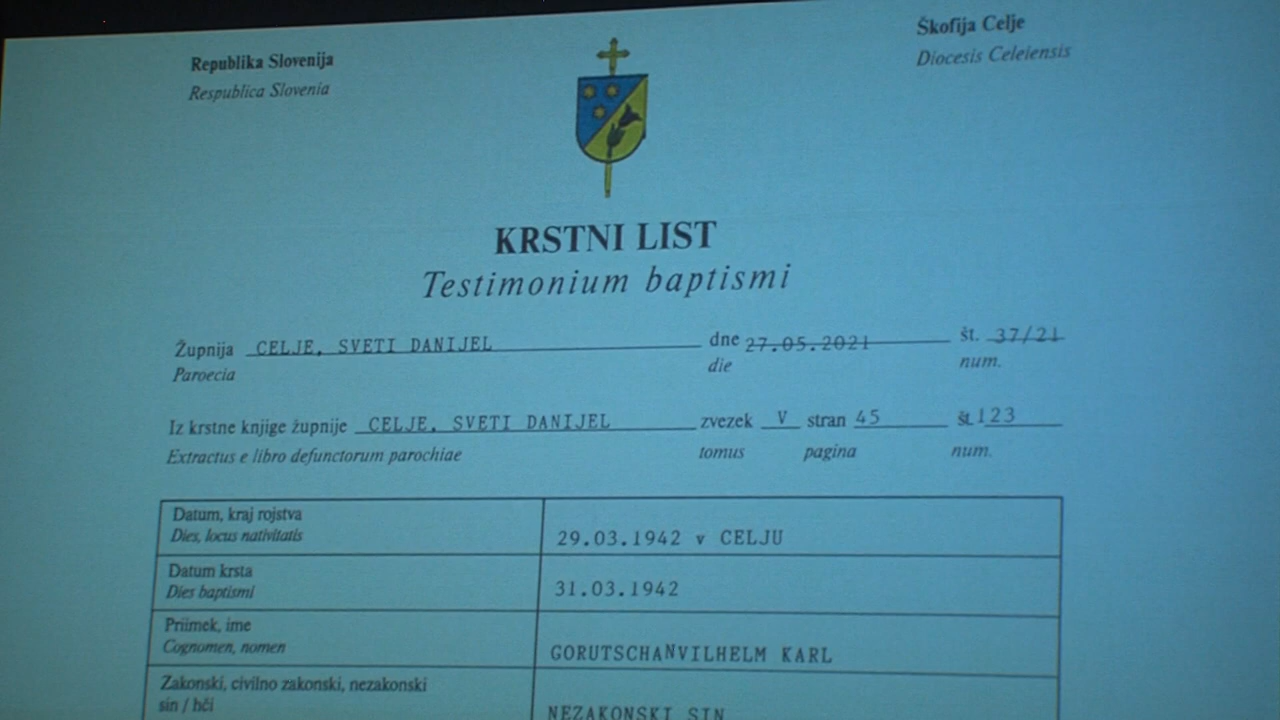 Republika Slovenija
Respublica Slovenia
Škofija Celje
Diocesis Celeiensis
KRSTNI LIST
Testimonium baptismi
Župnija CELJE, SVETI DANIJEL dne 27.05.2021 št. 37/21
Paroecia die num.
Iz krstne knjige župnije CELJE, SVETI DANIJEL zvezek V stran 45 št. 123
Extractus e libro defunctorum parochiae tomus pagina num.
Datum, kraj rojstva
Dies, locus nativitatis
29.03.1942 v CELJU
Datum krsta
Dies baptismi
31.03.1942
Priimek, ime
Cognomen, nomen
GORUTSCHANVILHELM KARL
Zakonski, civilno zakonski, nezakonski
sin / hči
NEZAKONSKI SIN